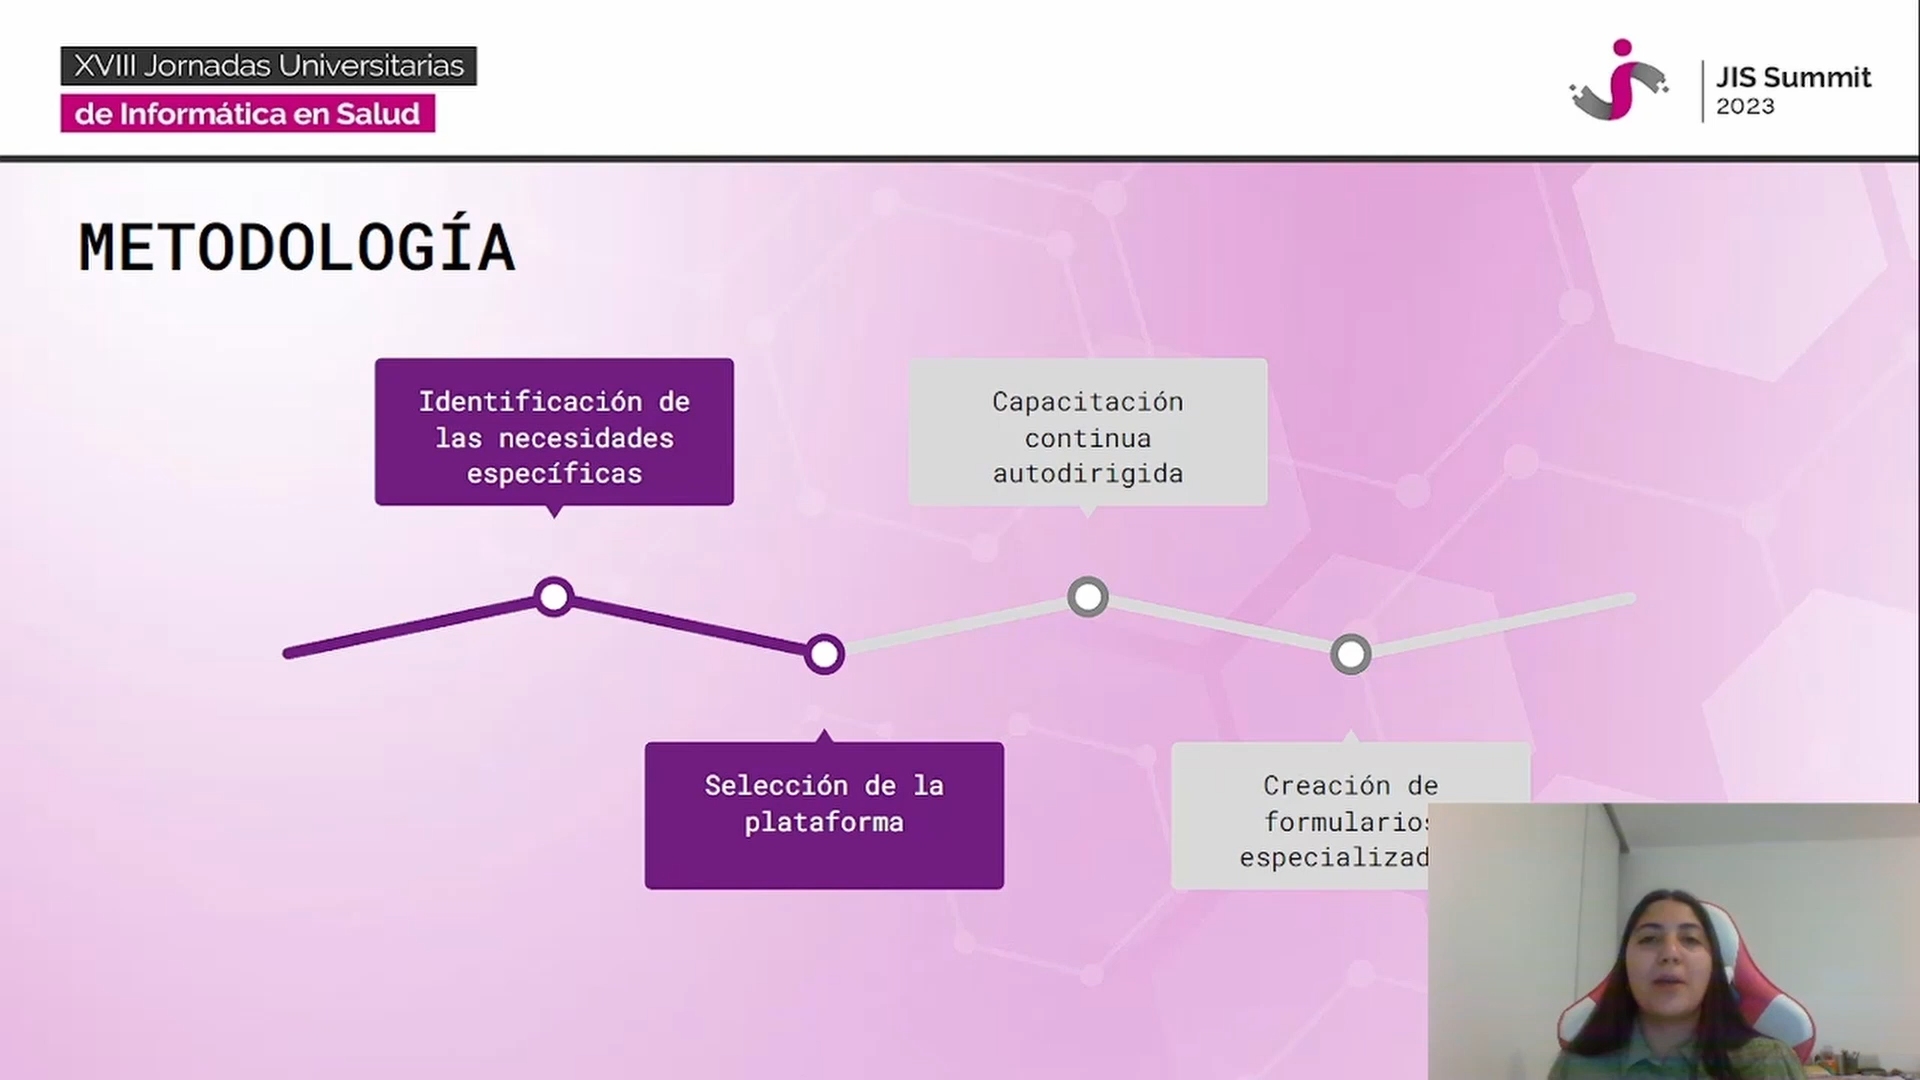 XVIII Jornadas Universitarias
de Informática en Salud
JIS Summit
2023
METODOLOGÍA
Identificación de
las necesidades
específicas
Capacitación
continua
autodirigida
Selección de la
plataforma
Creación de